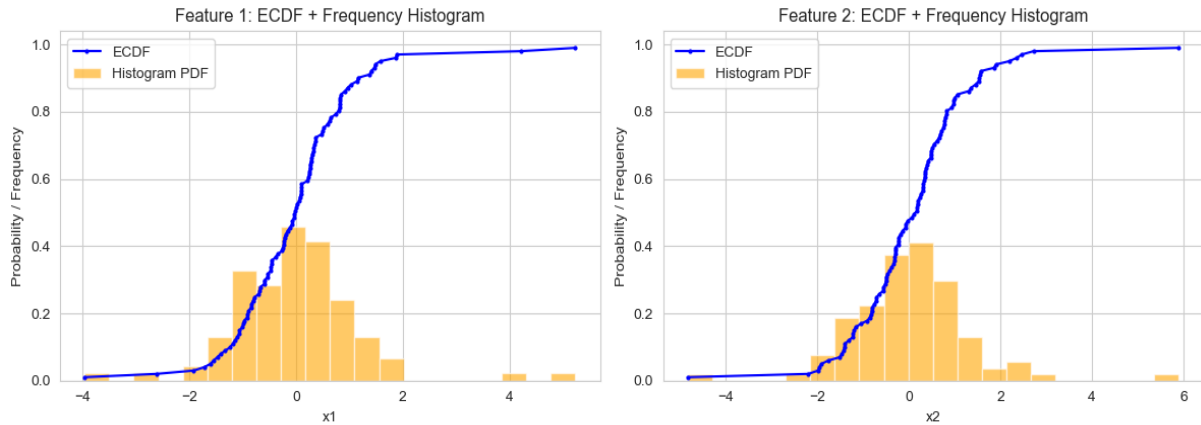 Feature 1: ECDF + Frequency Histogram
ECDF
Histogram PDF
Probability / Frequency
1.0
0.8
0.6
0.4
0.2
0.0
−4 −2 0 2 4
x1
Feature 2: ECDF + Frequency Histogram
ECDF
Histogram PDF
Probability / Frequency
1.0
0.8
0.6
0.4
0.2
0.0
−4 −2 0 2 4 6
x2